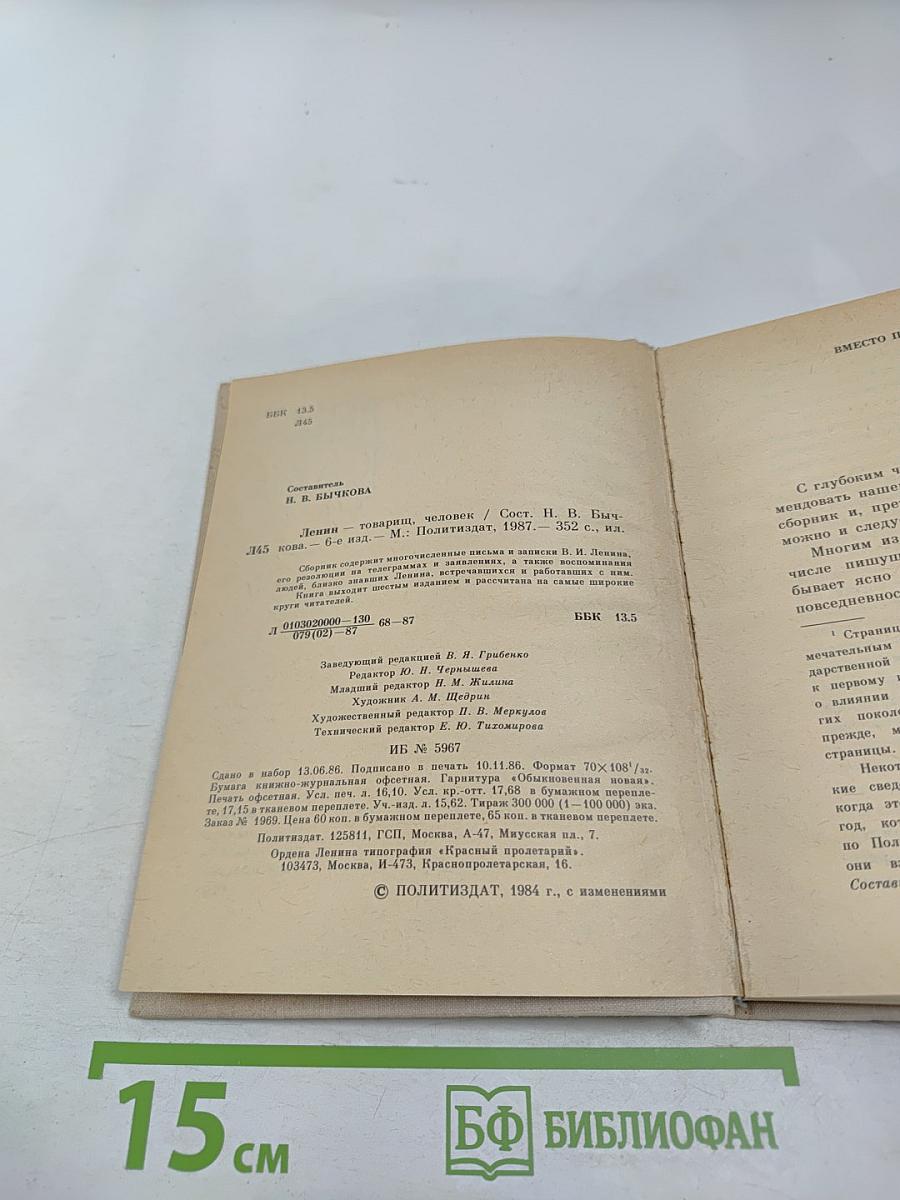 ББК 13.5
Л45
Составитель
Н. В. БЫЧКОВА
Ленин — товарищ, человек / Сост. Н. В. Быч-
Л45 кова.— 6-е изд.— М.: Политиздат, 1987.— 352 с., ил.
Сборник содержит многочисленные письма и записки В. И. Ленина,
его резолюции на телеграммах и заявлениях, а также воспоминания
людей, близко знавших Ленина, встречавшихся и работавших с ним.
Книга выходит шестым изданием и рассчитана на самые широкие
круги читателей.
Л 0103020000—130 68—87
079(02)—87
ББК 13.5
Заведующий редакцией В. Я. Грибенко
Редактор Ю. Н. Чернышева
Младший редактор Н. М. Жилина
Художник А. М. Щедрин
Художественный редактор П. В. Меркулов
Технический редактор Е. Ю. Тихомирова
ИБ № 5967
Сдано в набор 13.06.86. Подписано в печать 10.11.86. Формат 70×108¹/₃₂.
Бумага книжно-журнальная офсетная. Гарнитура «Обыкновенная новая».
Печать офсетная. Усл. печ. л. 16,10. Усл. кр.-отт. 17,68 в бумажном перепле-
те, 17,15 в тканевом переплете. Уч.-изд. л. 15,62. Тираж 300 000 (1—100 000) экз.
Заказ № 1969. Цена 60 коп. в бумажном переплете, 65 коп. в тканевом переплете.
Политиздат. 125811, ГСП, Москва, А-47, Миусская пл., 7.
Ордена Ленина типография «Красный пролетарий».
103473, Москва, И-473, Краснопролетарская, 16.
© ПОЛИТИЗДАТ, 1984 г., с изменениями
ВМЕСТО П
С глубоким ч
мендовать наше
сборник и, пре
можно и следу
Многим из
числе пишущ
бывает ясно
повседневнос
¹ Страниц
мечательным
дарственной
к первому и
о влиянии
гих поколе
прежде, м
страницы.
Некот
кие свед
когда эт
год, кот
по Пол
они вз
Состави
15 см
БФ БИБЛИОФАН